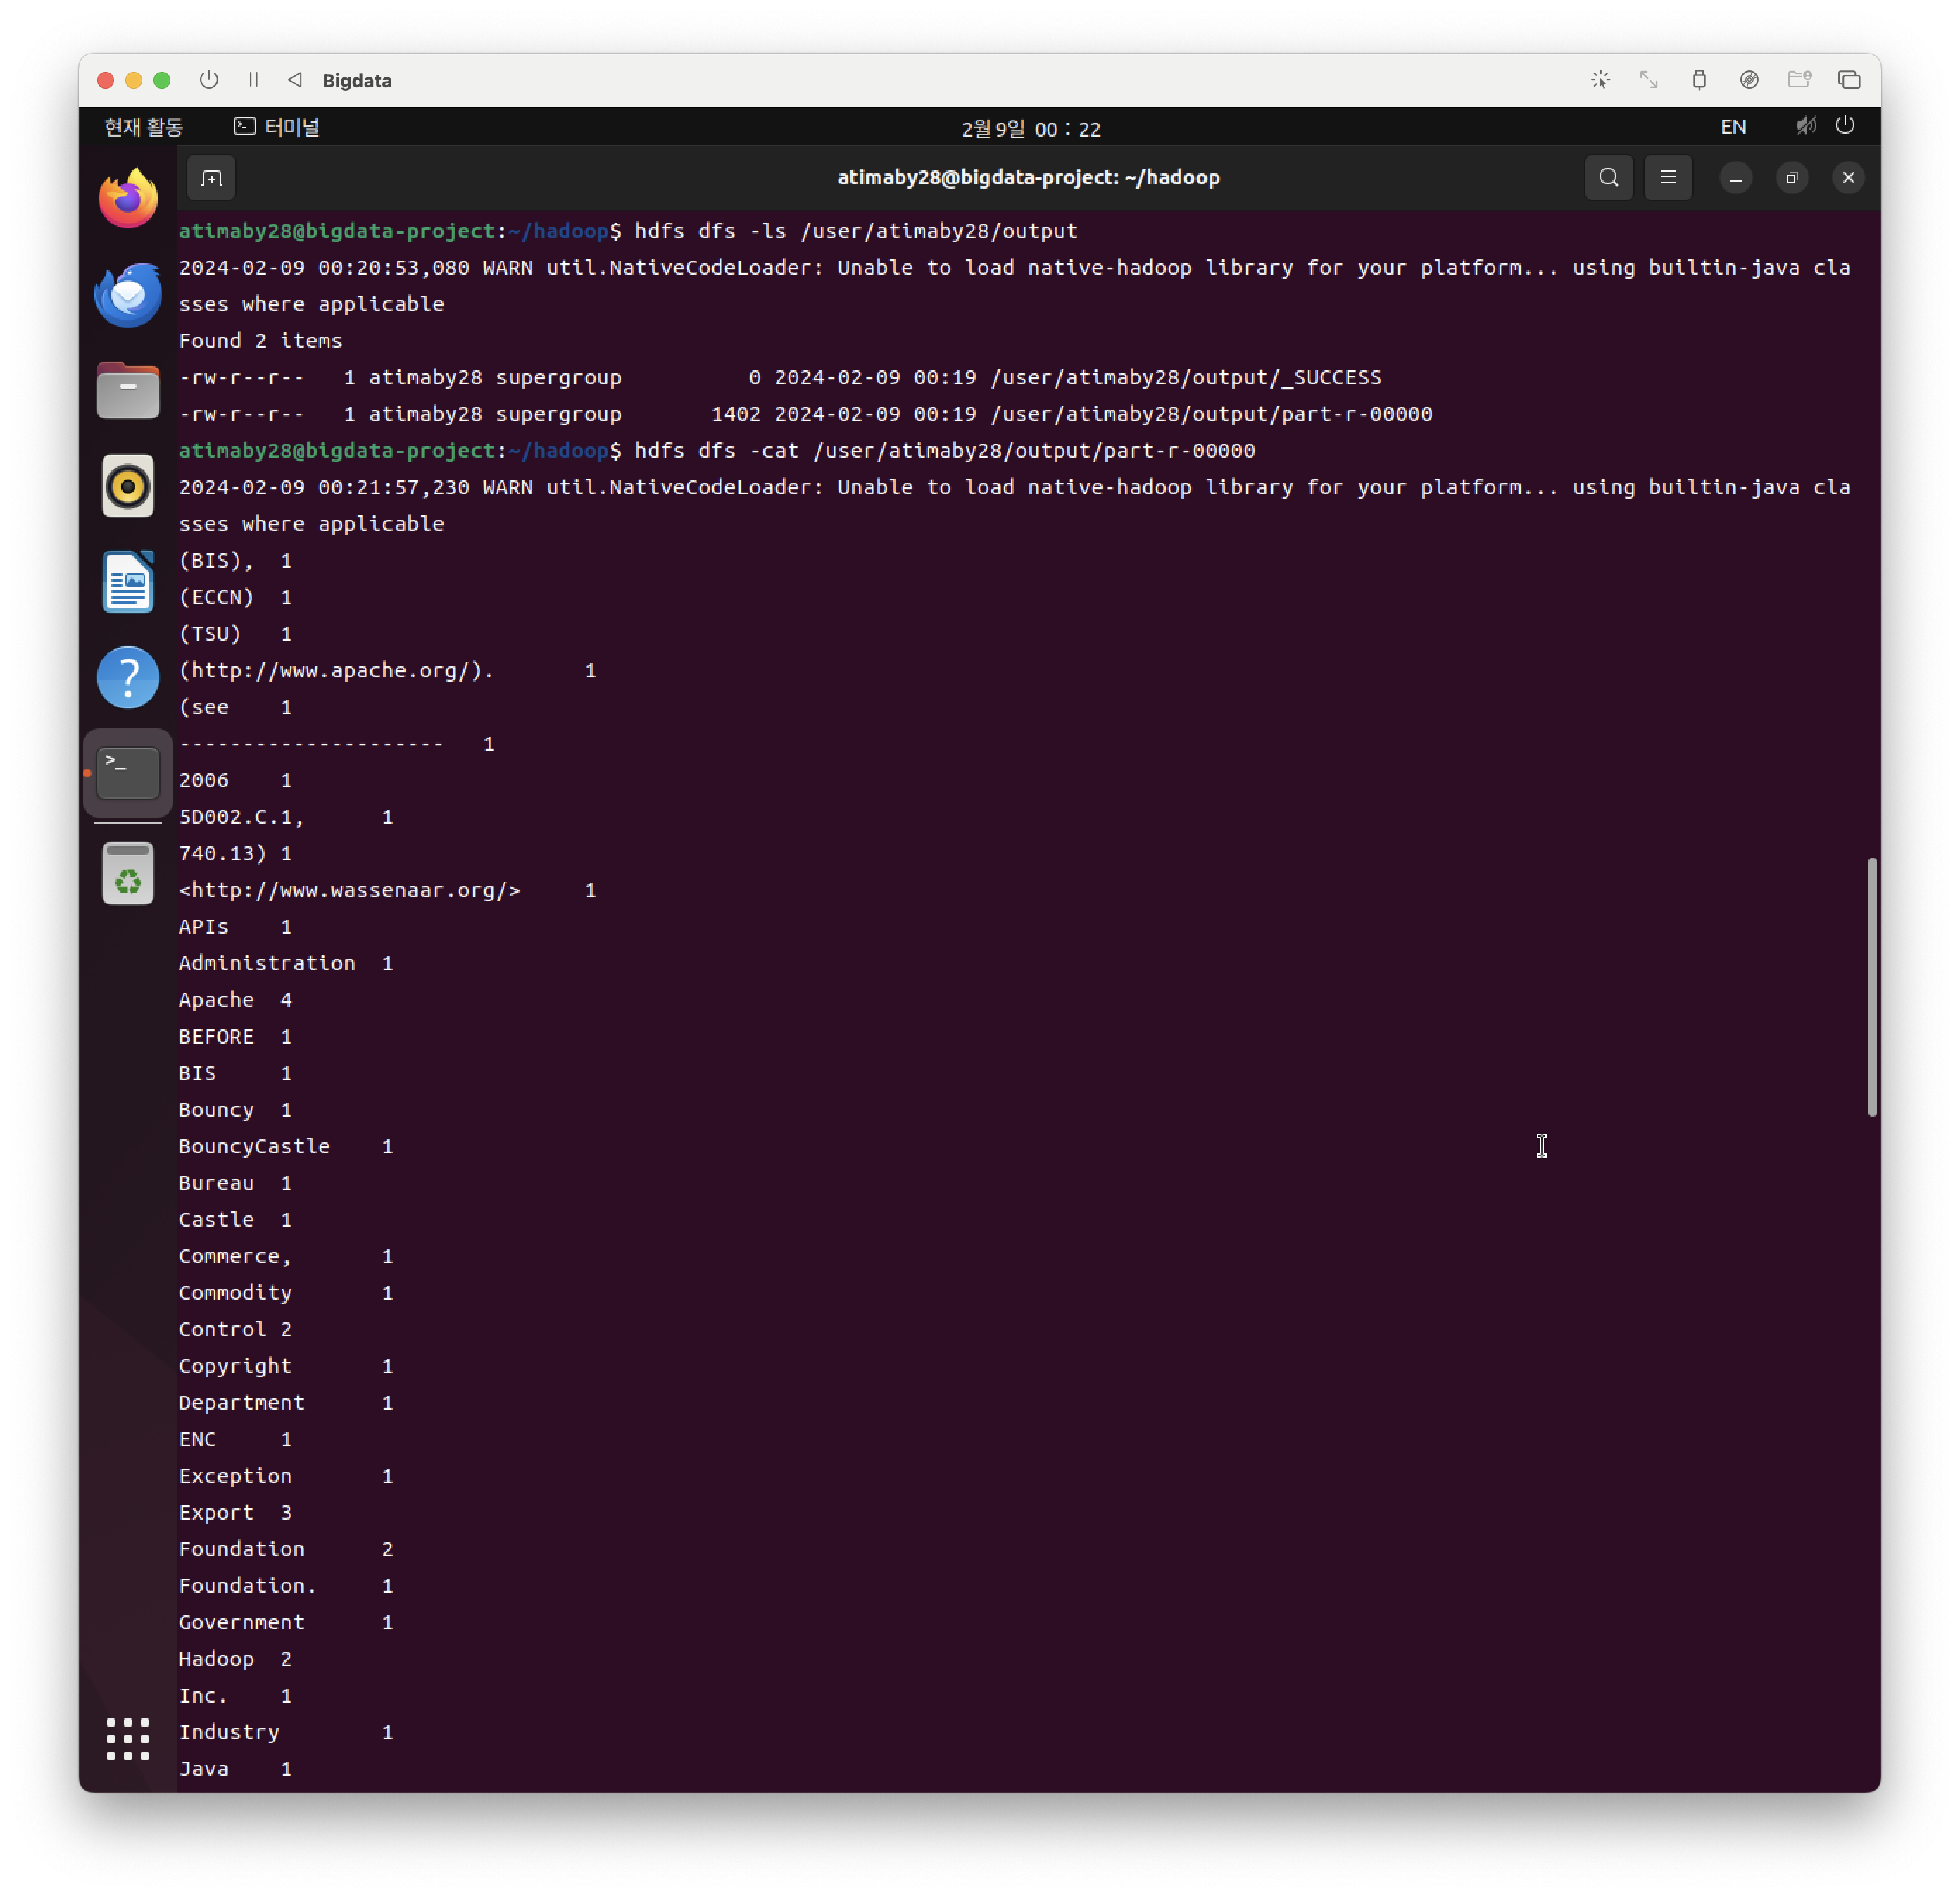 Bigdata
현재 활동 터미널 2월 9일 00 : 22 EN
atimaby28@bigdata-project: ~/hadoop
atimaby28@bigdata-project:~/hadoop$ hdfs dfs -ls /user/atimaby28/output
2024-02-09 00:20:53,080 WARN util.NativeCodeLoader: Unable to load native-hadoop library for your platform... using builtin-java cla
sses where applicable
Found 2 items
-rw-r--r--   1 atimaby28 supergroup          0 2024-02-09 00:19 /user/atimaby28/output/_SUCCESS
-rw-r--r--   1 atimaby28 supergroup       1402 2024-02-09 00:19 /user/atimaby28/output/part-r-00000
atimaby28@bigdata-project:~/hadoop$ hdfs dfs -cat /user/atimaby28/output/part-r-00000
2024-02-09 00:21:57,230 WARN util.NativeCodeLoader: Unable to load native-hadoop library for your platform... using builtin-java cla
sses where applicable
(BIS),	1
(ECCN)	1
(TSU)	1
(http://www.apache.org/).	1
(see	1
---------------------	1
2006	1
5D002.C.1,	1
740.13)	1
<http://www.wassenaar.org/>	1
APIs	1
Administration	1
Apache	4
BEFORE	1
BIS	1
Bouncy	1
BouncyCastle	1
Bureau	1
Castle	1
Commerce,	1
Commodity	1
Control	2
Copyright	1
Department	1
ENC	1
Exception	1
Export	3
Foundation	2
Foundation.	1
Government	1
Hadoop	2
Inc.	1
Industry	1
Java	1